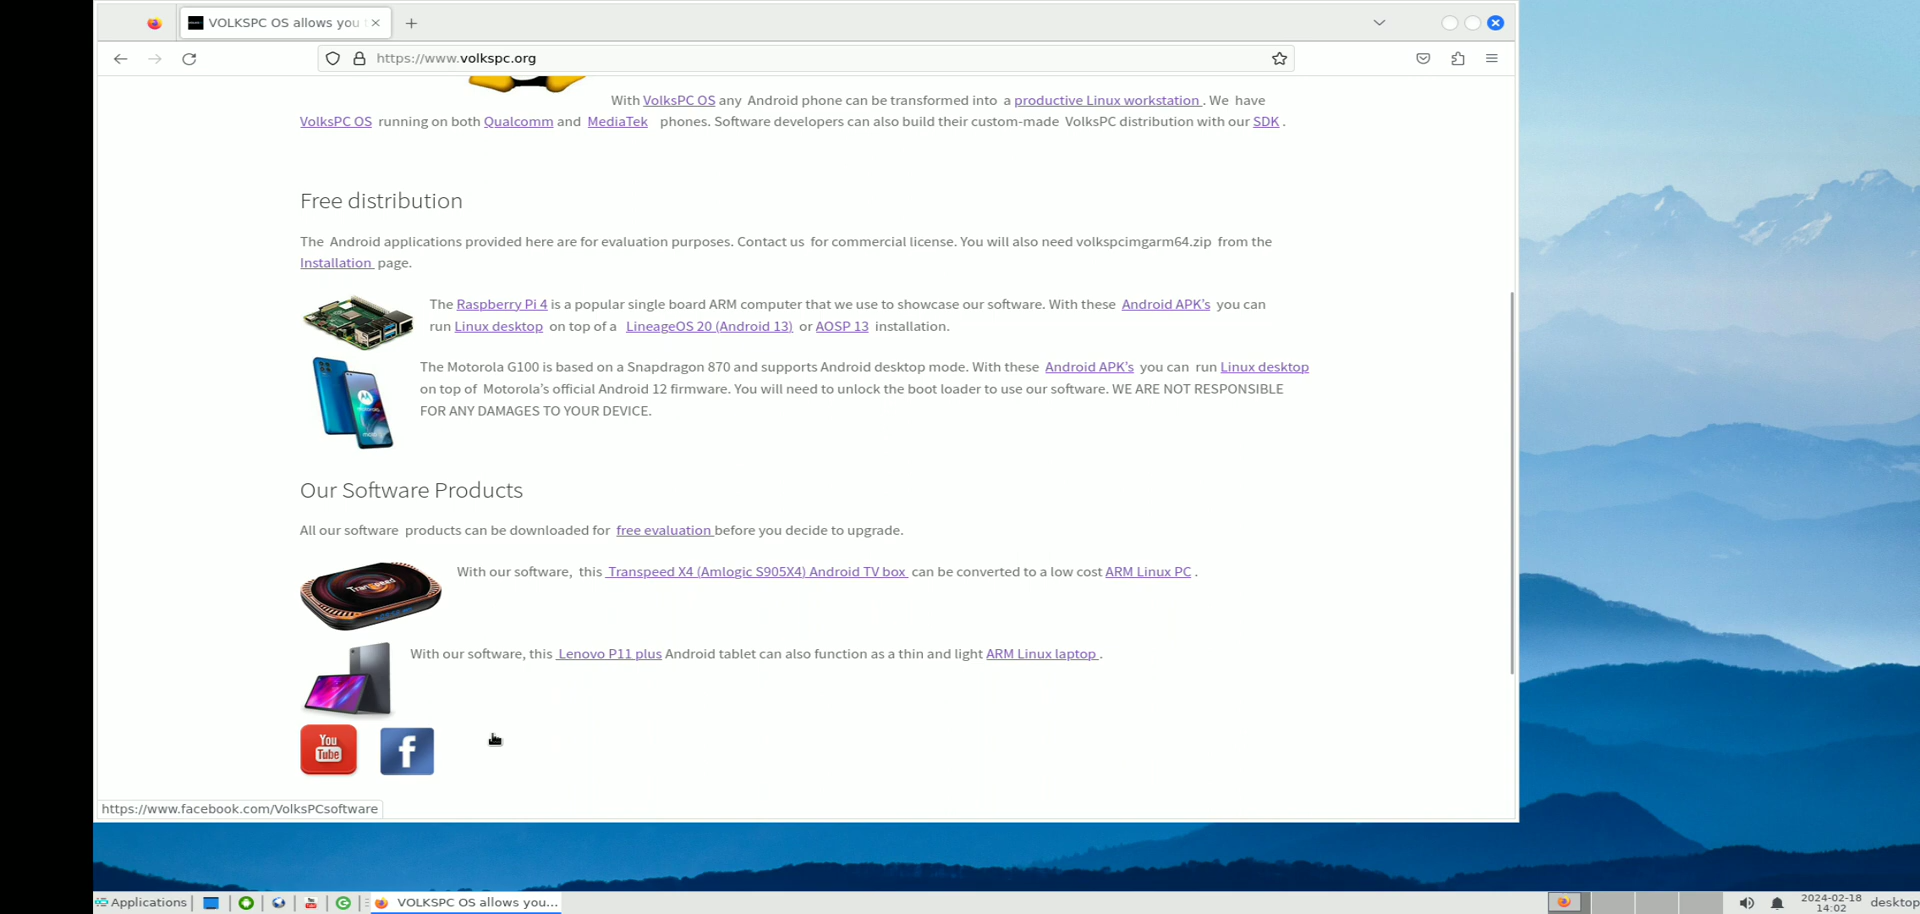 VOLKSPC OS allows you
https://www.volkspc.org
With VolksPC OS any Android phone can be transformed into a productive Linux workstation . We have
VolksPC OS running on both Qualcomm and MediaTek phones. Software developers can also build their custom-made VolksPC distribution with our SDK .
Free distribution
The Android applications provided here are for evaluation purposes. Contact us for commercial license. You will also need volkspcimgarm64.zip from the
Installation page.
The Raspberry Pi 4 is a popular single board ARM computer that we use to showcase our software. With these Android APK's you can
run Linux desktop on top of a LineageOS 20 (Android 13) or AOSP 13 installation.
The Motorola G100 is based on a Snapdragon 870 and supports Android desktop mode. With these Android APK's you can run Linux desktop
on top of Motorola's official Android 12 firmware. You will need to unlock the boot loader to use our software. WE ARE NOT RESPONSIBLE
FOR ANY DAMAGES TO YOUR DEVICE.
Our Software Products
All our software products can be downloaded for free evaluation before you decide to upgrade.
With our software, this Transpeed X4 (Amlogic S905X4) Android TV box can be converted to a low cost ARM Linux PC .
Transpeed
With our software, this Lenovo P11 plus Android tablet can also function as a thin and light ARM Linux laptop .
You
Tube
f
https://www.facebook.com/VolksPCsoftware
Applications
VOLKSPC OS allows you...
2024-02-18
14:02
desktop